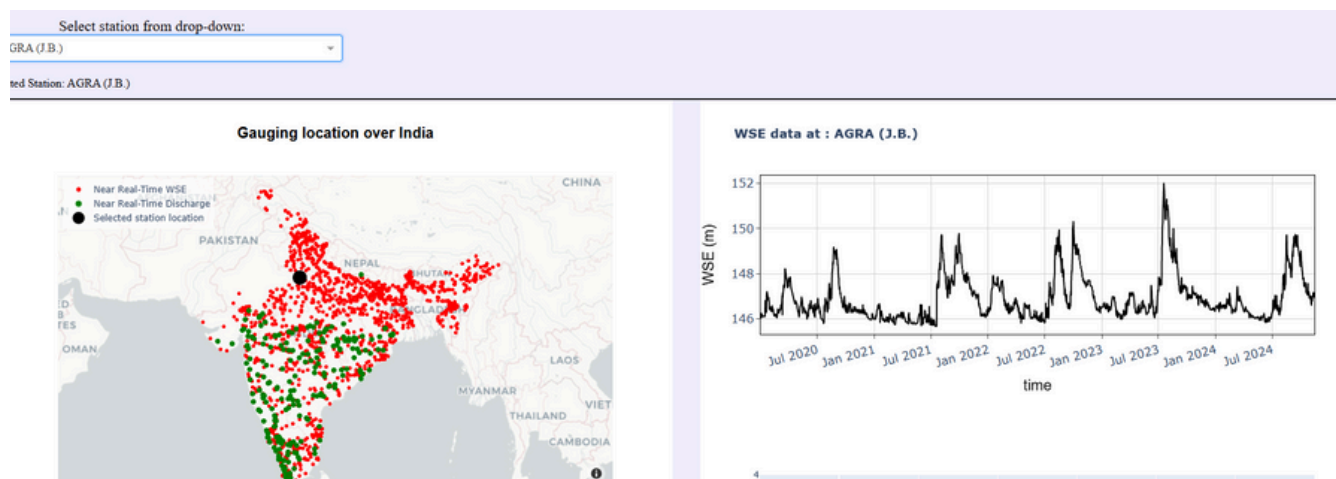 Select station from drop-down:
GRA (J.B.)
ted Station: AGRA (J.B.)
Gauging location over India
Near Real-Time WSE
Near Real-Time Discharge
Selected station location
CHINA
PAKISTAN
NEPAL
BHUTA
OMAN
LAOS
MYANMAR
THAILAND
VIET
CAMBODIA
WSE data at : AGRA (J.B.)
WSE (m)
152
150
148
146
Jul 2020
Jan 2021
Jul 2021
Jan 2022
Jul 2022
Jan 2023
Jul 2023
Jan 2024
Jul 2024
time
4